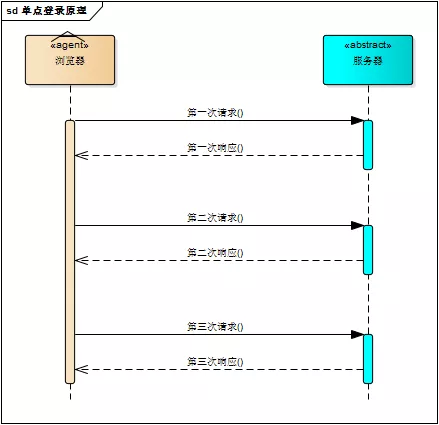 sd 单点登录原理
«agent»
浏览器
«abstract»
服务器
第一次请求()
第一次响应()
第二次请求()
第二次响应()
第三次请求()
第三次响应()